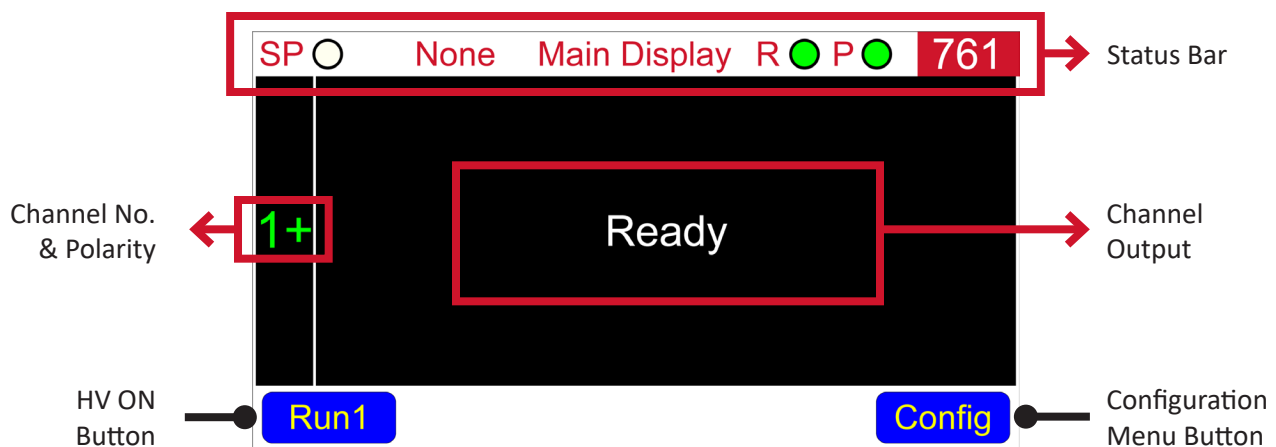 SP None Main Display R P 761
Status Bar
Channel No.
& Polarity
1+
Ready
Channel
Output
HV ON
Button
Run1
Config
Configuration
Menu Button